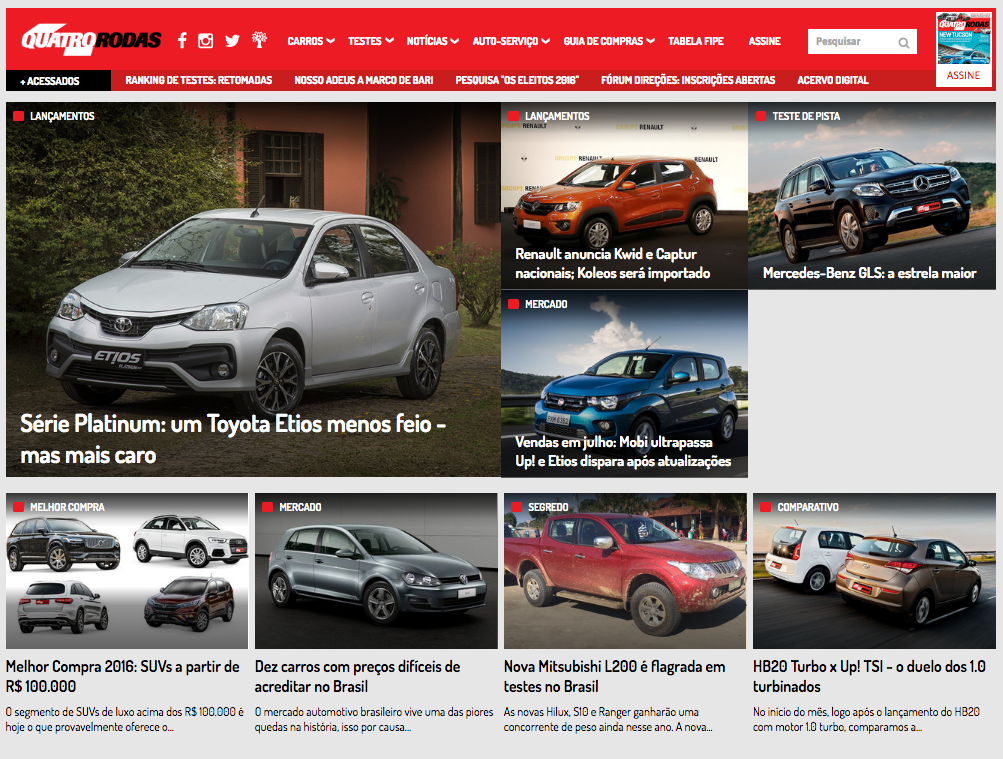 QUATRO RODAS
CARROS
TESTES
NOTÍCIAS
AUTO-SERVIÇO
GUIA DE COMPRAS
TABELA FIPE
ASSINE
Pesquisar
QUATRO RODAS
NEW TUCSON
ASSINE
+ ACESSADOS
RANKING DE TESTES: RETOMADAS
NOSSO ADEUS A MARCO DE BARI
PESQUISA "OS ELEITOS 2016"
FÓRUM DIREÇÕES: INSCRIÇÕES ABERTAS
ACERVO DIGITAL
LANÇAMENTOS
ETIOS
PLATINUM
Série Platinum: um Toyota Etios menos feio -
mas mais caro
LANÇAMENTOS
RENAULT
RENAULT
RENAULT
Renault anuncia Kwid e Captur
nacionais; Koleos será importado
TESTE DE PISTA
Mercedes-Benz GLS: a estrela maior
MERCADO
Vendas em julho: Mobi ultrapassa
Up! e Etios dispara após atualizações
MELHOR COMPRA
Melhor Compra 2016: SUVs a partir de
R$ 100.000
O segmento de SUVs de luxo acima dos R$ 100.000 é
hoje o que provavelmente oferece o...
MERCADO
Dez carros com preços difíceis de
acreditar no Brasil
O mercado automotivo brasileiro vive uma das piores
quedas na história, isso por causa...
SEGREDO
Nova Mitsubishi L200 é flagrada em
testes no Brasil
As novas Hilux, S10 e Ranger ganharão uma
concorrente de peso ainda nesse ano. A nova...
COMPARATIVO
HB20 Turbo x Up! TSI - o duelo dos 1.0
turbinados
No início do mês, logo após o lançamento do HB20
com motor 1.0 turbo, comparamos a...